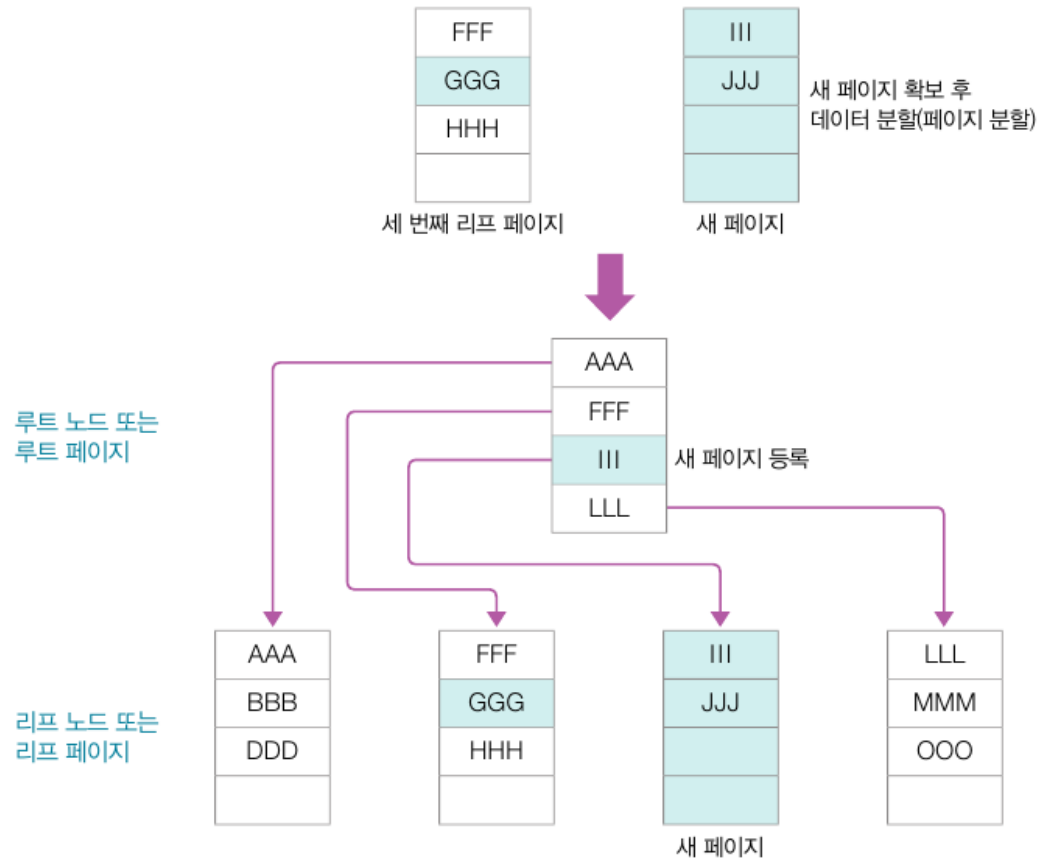 FFF
GGG
HHH
세 번째 리프 페이지
III
JJJ
새 페이지
새 페이지 확보 후
데이터 분할(페이지 분할)
루트 노드 또는
루트 페이지
AAA
FFF
III
LLL
새 페이지 등록
리프 노드 또는
리프 페이지
AAA
BBB
DDD
FFF
GGG
HHH
III
JJJ
새 페이지
LLL
MMM
OOO